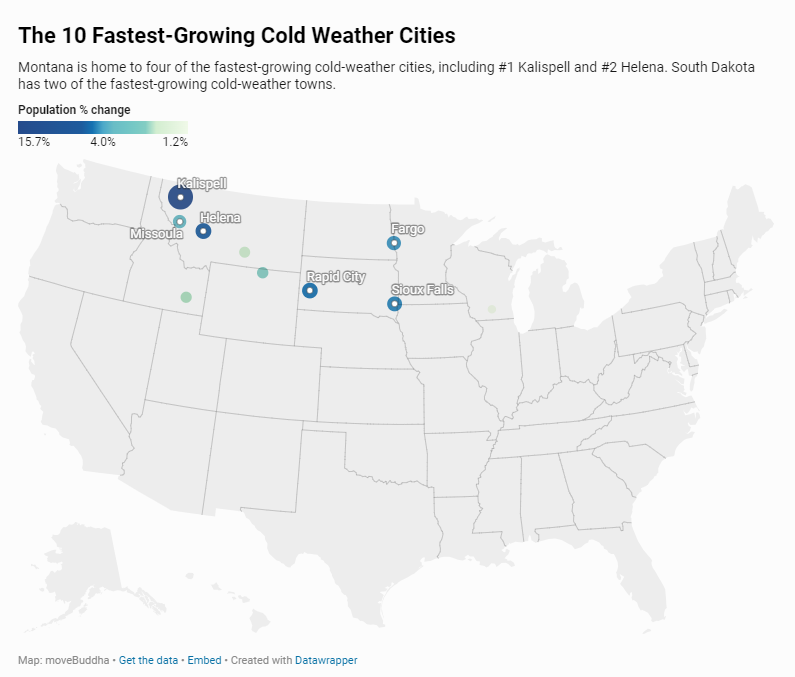 The 10 Fastest-Growing Cold Weather Cities
Montana is home to four of the fastest-growing cold-weather cities, including #1 Kalispell and #2 Helena. South Dakota
has two of the fastest-growing cold-weather towns.
Population % change
15.7% 4.0% 1.2%
Kalispell
Helena
Missoula
Fargo
Rapid City
Sioux Falls
Map: moveBuddha • Get the data • Embed • Created with Datawrapper